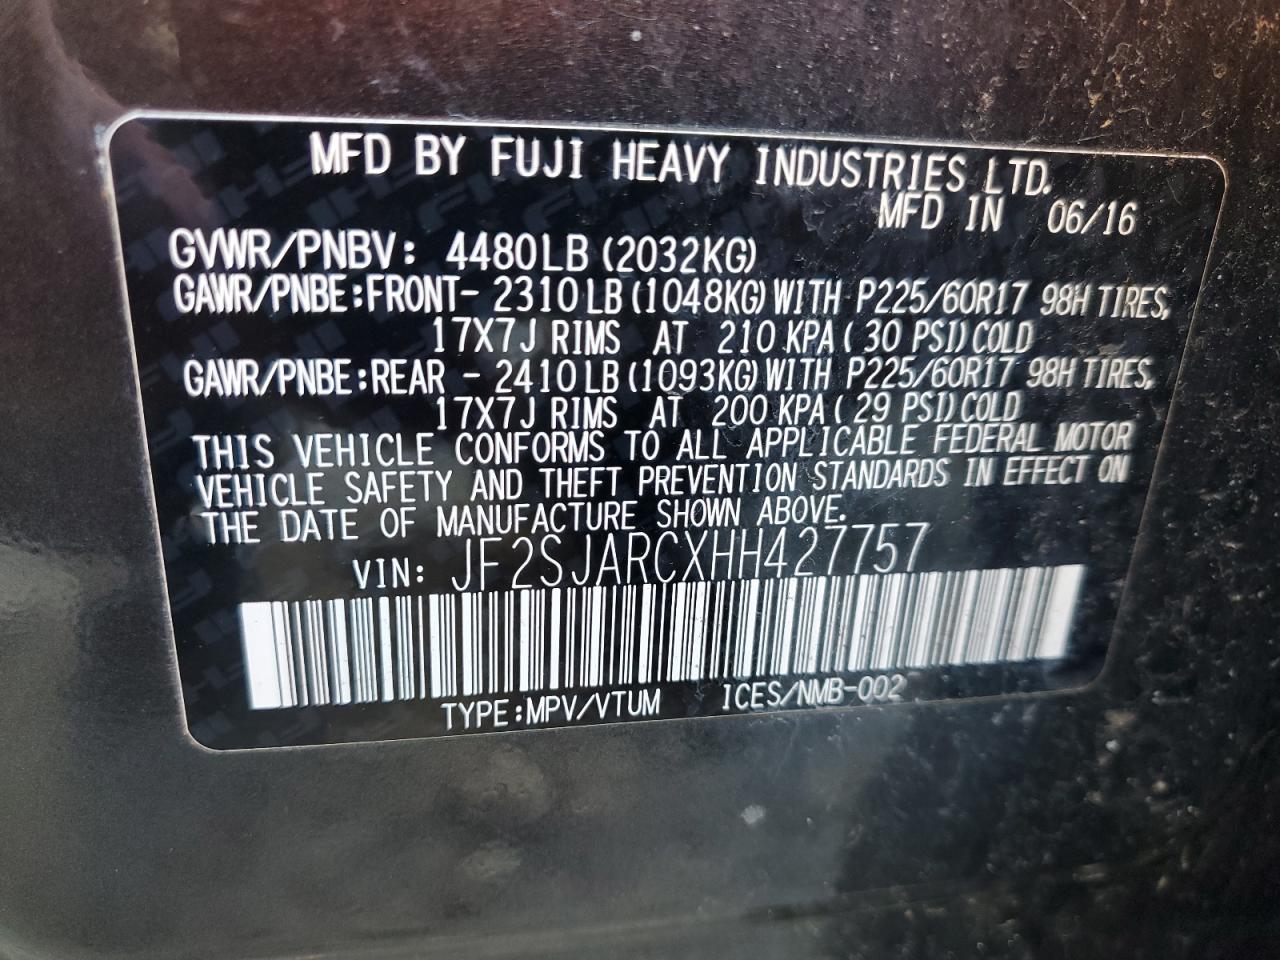 MFD BY FUJI HEAVY INDUSTRIES LTD.
MFD IN 06/16
GVWR/PNBV: 4480LB (2032KG)
GAWR/PNBE:FRONT- 2310LB (1048KG) WITH P225/60R17 98H TIRES,
17X7J RIMS AT 210 KPA ( 30 PSI) COLD
GAWR/PNBE:REAR - 2410LB (1093KG) WITH P225/60R17 98H TIRES,
17X7J RIMS AT 200 KPA ( 29 PSI) COLD
THIS VEHICLE CONFORMS TO ALL APPLICABLE FEDERAL MOTOR
VEHICLE SAFETY AND THEFT PREVENTION STANDARDS IN EFFECT ON
THE DATE OF MANUFACTURE SHOWN ABOVE.
VIN: JF2SJARCXHH427757
TYPE:MPV/VTUM ICES/NMB-002